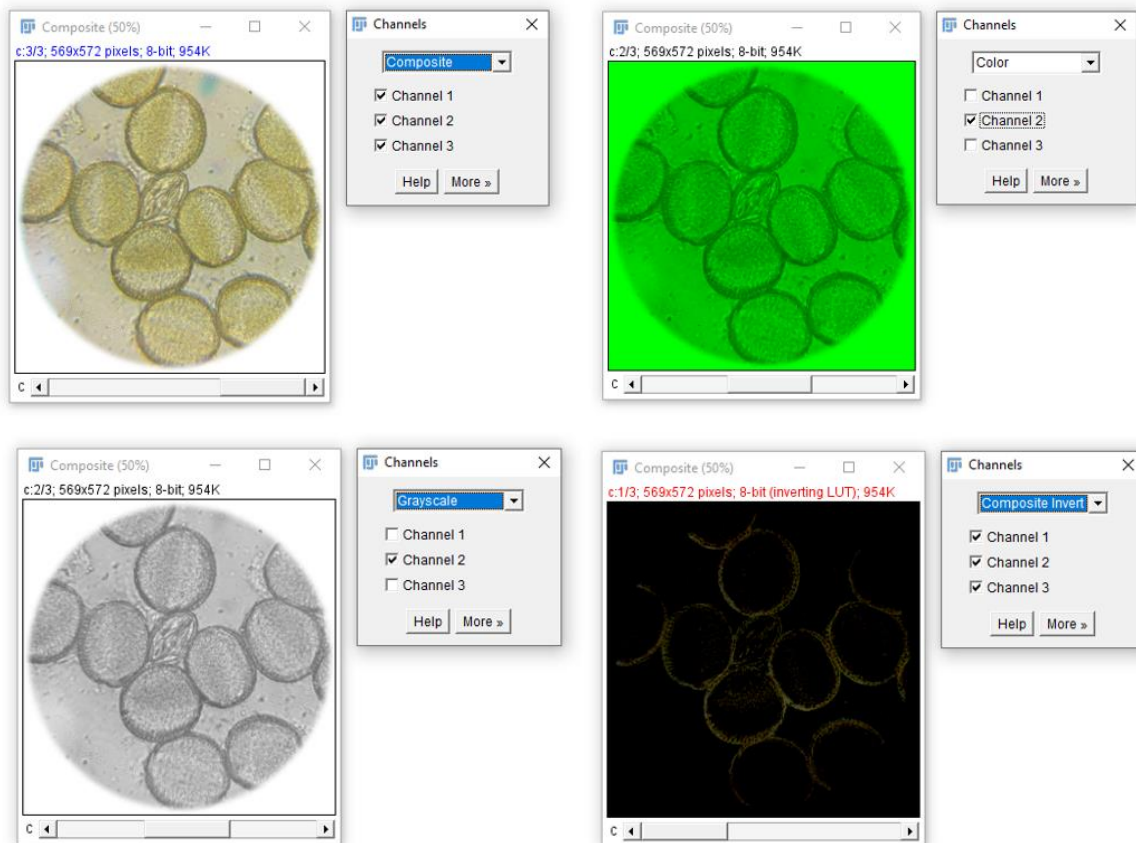 Composite (50%)
c:3/3; 569x572 pixels; 8-bit; 954K
C
Channels
Composite
Channel 1
Channel 2
Channel 3
Help
More »
Composite (50%)
c:2/3; 569x572 pixels; 8-bit; 954K
C
Channels
Color
Channel 1
Channel 2
Channel 3
Help
More »
Composite (50%)
c:2/3; 569x572 pixels; 8-bit; 954K
C
Channels
Grayscale
Channel 1
Channel 2
Channel 3
Help
More »
Composite (50%)
c:1/3; 569x572 pixels; 8-bit (inverting LUT); 954K
C
Channels
Composite Invert
Channel 1
Channel 2
Channel 3
Help
More »